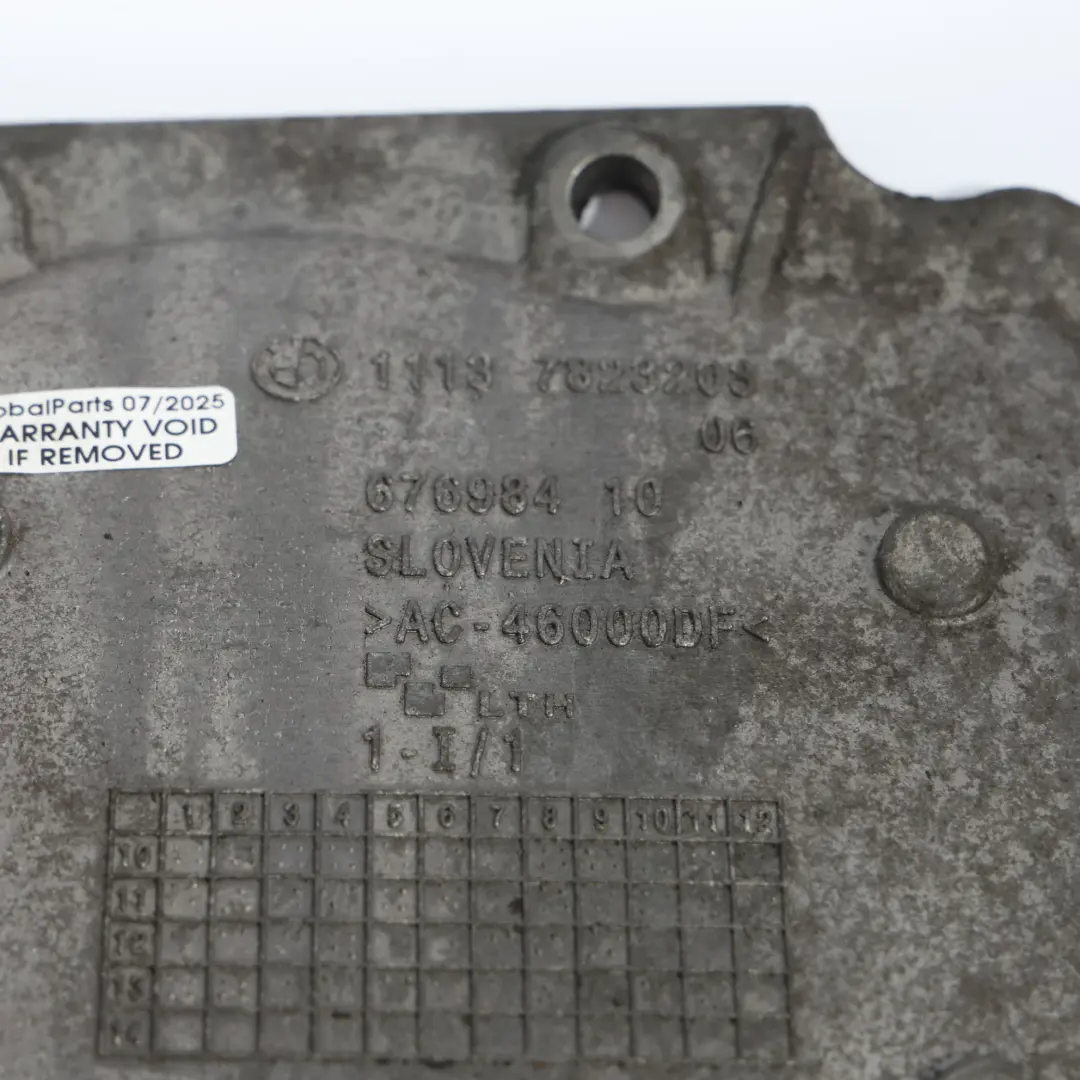 1113 7823203
06
obalParts 07/2025
ARRANTY VOID
IF REMOVED
676984 10
SLOVENIA
>AC-46000DF<
LTH
1-I/1
1 2 3 4 5 6 7 8 9 10 11 12
10
11
12
13
14